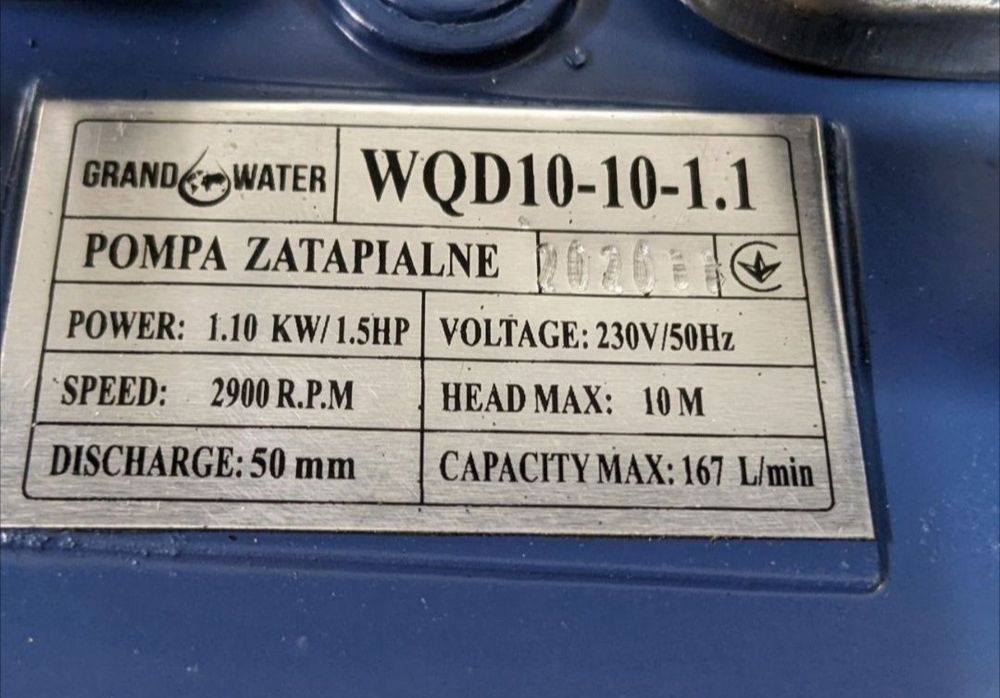 GRAND WATER
WQD10-10-1.1
POMPA ZATAPIALNE
POWER: 1.10 KW/1.5HP
VOLTAGE: 230V/50Hz
SPEED: 2900 R.P.M
HEAD MAX: 10 M
DISCHARGE: 50 mm
CAPACITY MAX: 167 L/min